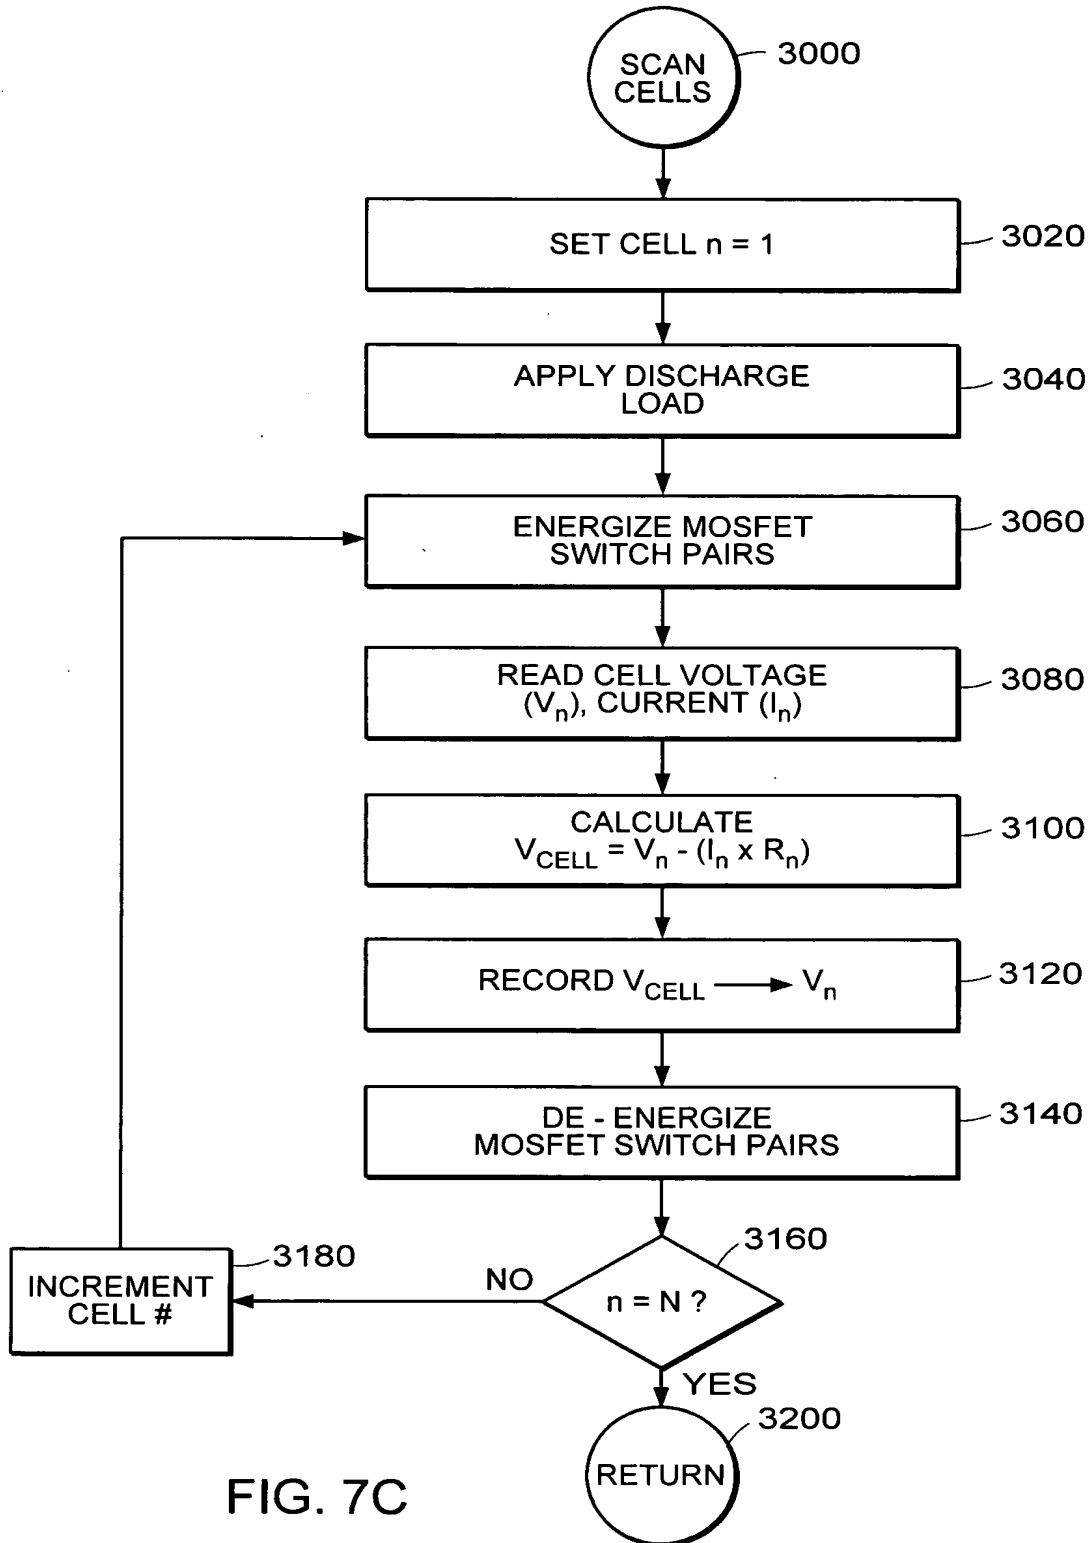 SCAN
CELLS
3000
SET CELL n = 1
3020
APPLY DISCHARGE
LOAD
3040
ENERGIZE MOSFET
SWITCH PAIRS
3060
READ CELL VOLTAGE
(Vn), CURRENT (In)
3080
CALCULATE
VCELL = Vn - (In x Rn)
3100
RECORD VCELL → Vn
3120
DE - ENERGIZE
MOSFET SWITCH PAIRS
3140
n = N ?
3160
NO
INCREMENT
CELL #
3180
YES
RETURN
3200
FIG. 7C